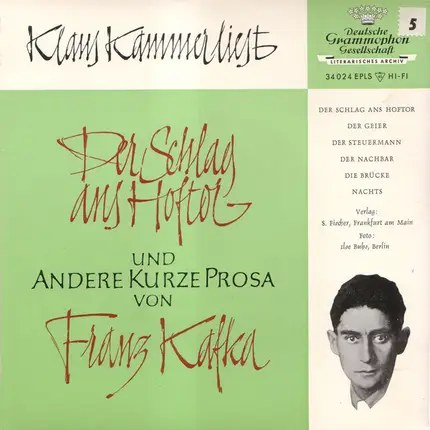 Klaus Kammer liest
Deutsche
Grammophon
Gesellschaft
LITERARISCHES ARCHIV
34 024 EPLS HI-FI
5
Der Schlag
ans Hoftor
UND
ANDERE KURZE PROSA
VON
Franz Kafka
DER SCHLAG ANS HOFTOR
DER GEIER
DER STEUERMANN
DER NACHBAR
DIE BRÜCKE
NACHTS
Verlag:
S. Fischer, Frankfurt am Main
Foto:
Ilse Buhs, Berlin